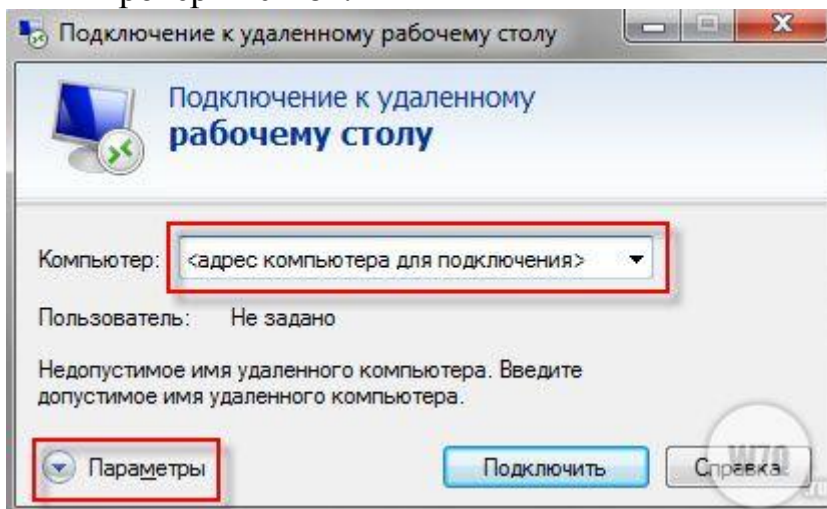 Подключение к удаленному рабочему столу
Подключение к удаленному
рабочему столу
Компьютер: <адрес компьютера для подключения>
Пользователь: Не задано
Недопустимое имя удаленного компьютера. Введите
допустимое имя удаленного компьютера.
Параметры Подключить Справка